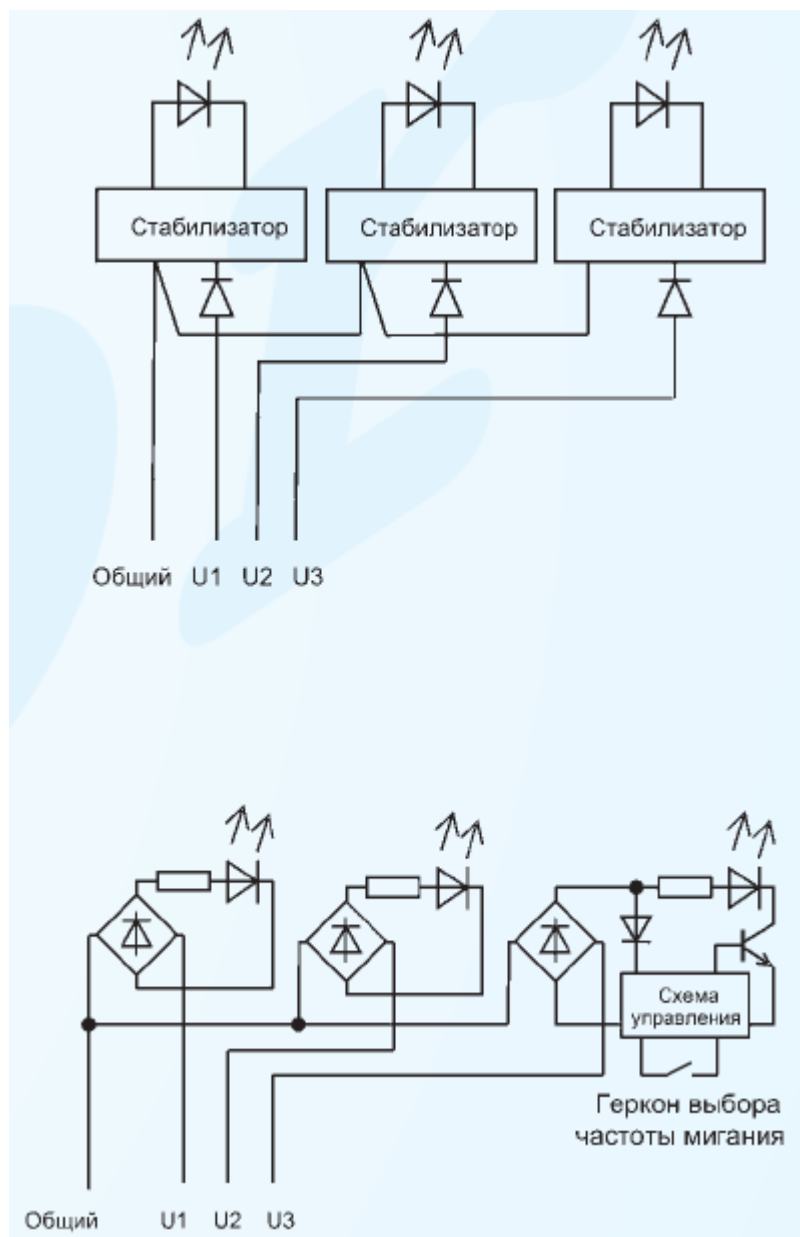 Стабилизатор Стабилизатор Стабилизатор
Общий U1 U2 U3
Схема
управления
Геркон выбора
частоты мигания
Общий U1 U2 U3